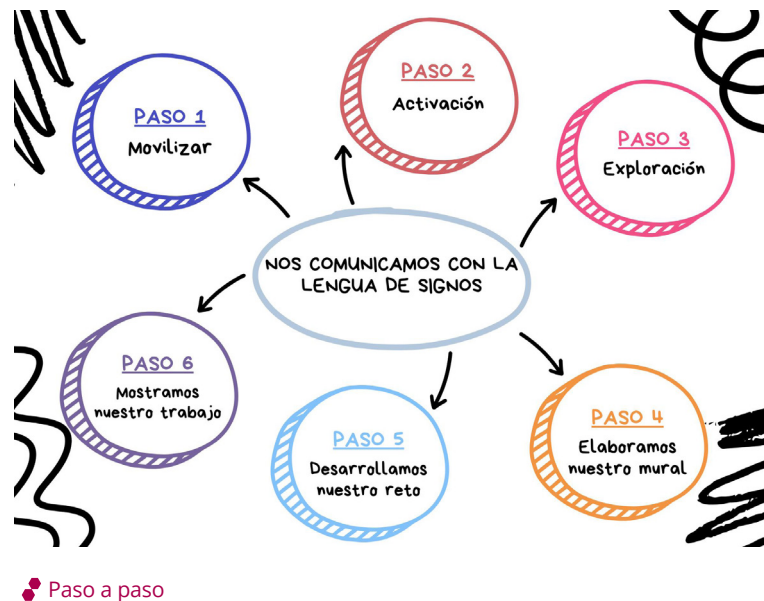 PASO 1
Movilizar
PASO 2
Activación
PASO 3
Exploración
NOS COMUNICAMOS CON LA
LENGUA DE SIGNOS
PASO 4
Elaboramos
nuestro mural
PASO 5
Desarrollamos
nuestro reto
PASO 6
Mostramos
nuestro trabajo
Paso a paso